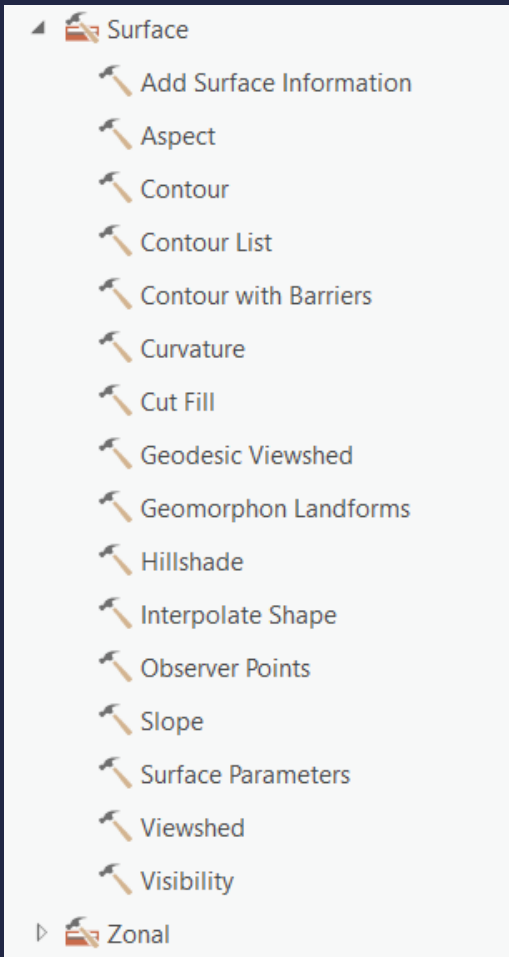 Surface
Add Surface Information
Aspect
Contour
Contour List
Contour with Barriers
Curvature
Cut Fill
Geodesic Viewshed
Geomorphon Landforms
Hillshade
Interpolate Shape
Observer Points
Slope
Surface Parameters
Viewshed
Visibility
Zonal